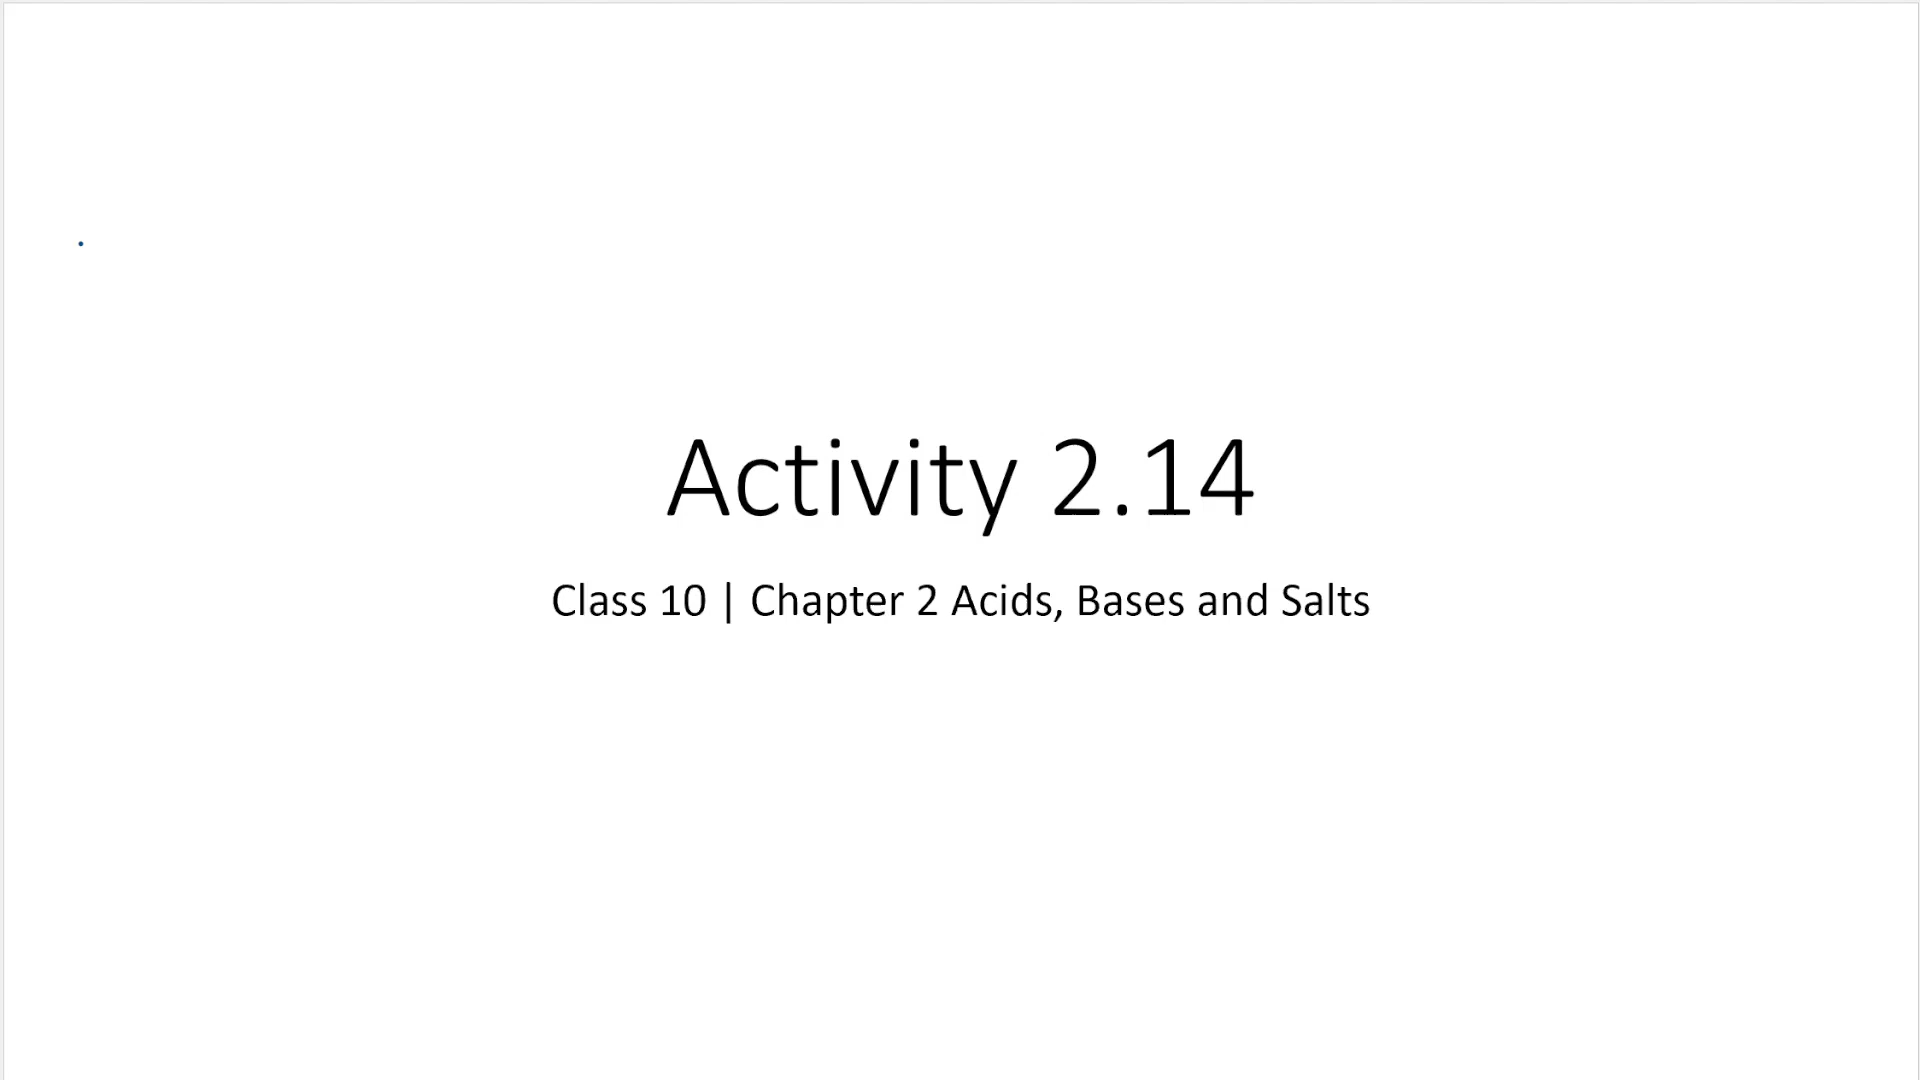 Activity 2.14
Class 10 | Chapter 2 Acids, Bases and Salts